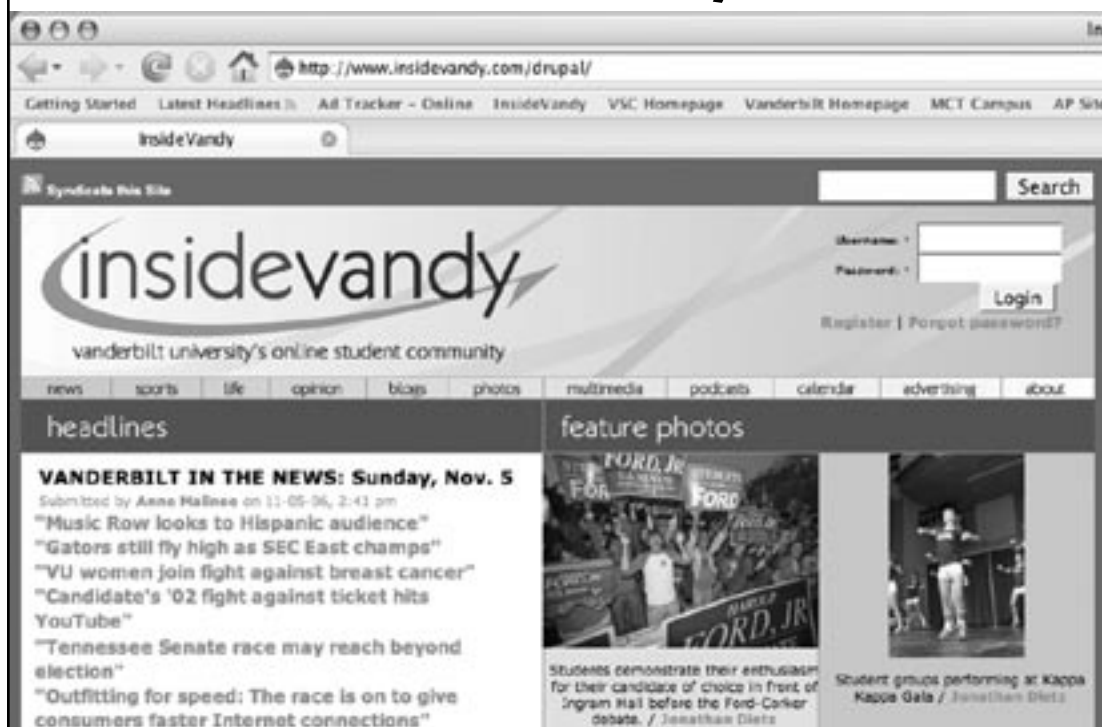 In
http://www.insidevandy.com/drupal/
Getting Started Latest Headlines Ad Tracker – Online InsideVandy VSC Homepage Vanderbilt Homepage MCT Campus AP Site
InsideVandy
Syndicate this Site
Search
insidevandy
vanderbilt university's online student community
Username: *
Password: *
Login
Register | Forgot password?
news sports life opinion blogs photos multimedia podcasts calendar advertising about
headlines
VANDERBILT IN THE NEWS: Sunday, Nov. 5
Submitted by Anne Malinee on 11-05-06, 2:41 pm
"Music Row looks to Hispanic audience"
"Gators still fly high as SEC East champs"
"VU women join fight against breast cancer"
"Candidate's '02 fight against ticket hits
YouTube"
"Tennessee Senate race may reach beyond
election"
"Outfitting for speed: The race is on to give
consumers faster Internet connections"
feature photos
FORD, JR
FOR
FORD
HAROLD
FORD, JR
Students demonstrate their enthusiasm
for their candidate of choice in front of
Ingram Hall before the Ford-Corker
debate. / Jonathan Dietz
Student groups performing at Kappa
Kappa Gala / Jonathan Dietz